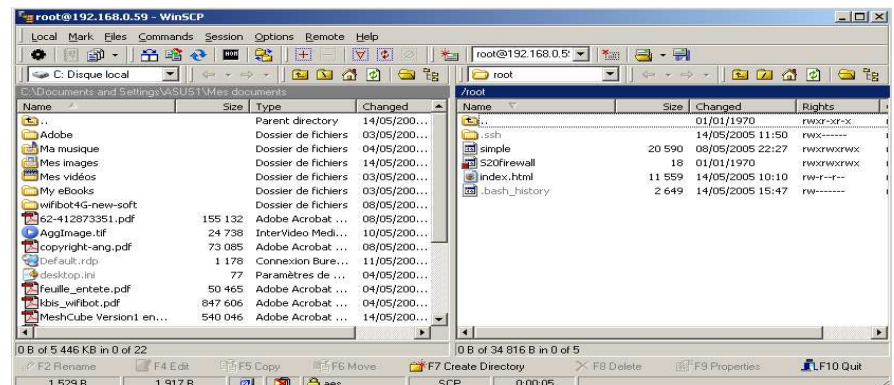 root@192.168.0.59 - WinSCP
Local Mark Files Commands Session Options Remote Help
root@192.168.0.5
C: Disque local
root
C:\Documents and Settings\ASUS1\Mes documents
/root
Name Size Type Changed
Name Size Changed Rights
.. Parent directory 14/05/200...
Adobe Dossier de fichiers 03/05/200...
Ma musique Dossier de fichiers 04/05/200...
Mes images Dossier de fichiers 14/05/200...
Mes vidéos Dossier de fichiers 03/05/200...
My eBooks Dossier de fichiers 03/05/200...
wifibot4G-new-soft Dossier de fichiers 08/05/200...
62-412873351.pdf 155 132 Adobe Acrobat ... 08/05/200...
AggImage.tif 24 738 InterVideo Medi... 10/05/200...
copyright-ang.pdf 73 085 Adobe Acrobat ... 08/05/200...
Default.rdp 1 178 Connexion Bure... 11/05/200...
desktop.ini 77 Paramètres de ... 04/05/200...
feuille_entete.pdf 50 465 Adobe Acrobat ... 04/05/200...
kbis_wifibot.pdf 847 606 Adobe Acrobat ... 04/05/200...
MeshCube Version1 en... 540 046 Adobe Acrobat ... 14/05/200...
.. 01/01/1970 rwxr-xr-x
.ssh 14/05/2005 11:50 rwx------
simple 20 590 08/05/2005 22:27 rwxrwxrwx
S20firewall 18 01/01/1970 rwxrwxrwx
index.html 11 559 14/05/2005 10:10 rw-r--r--
.bash_history 2 649 14/05/2005 15:47 rw-------
0 B of 5 446 KB in 0 of 22
0 B of 34 816 B in 0 of 5
F2 Rename F4 Edit F5 Copy F6 Move F7 Create Directory F8 Delete F9 Properties F10 Quit
1 529 B 1 917 B aes SCP 0:00:05